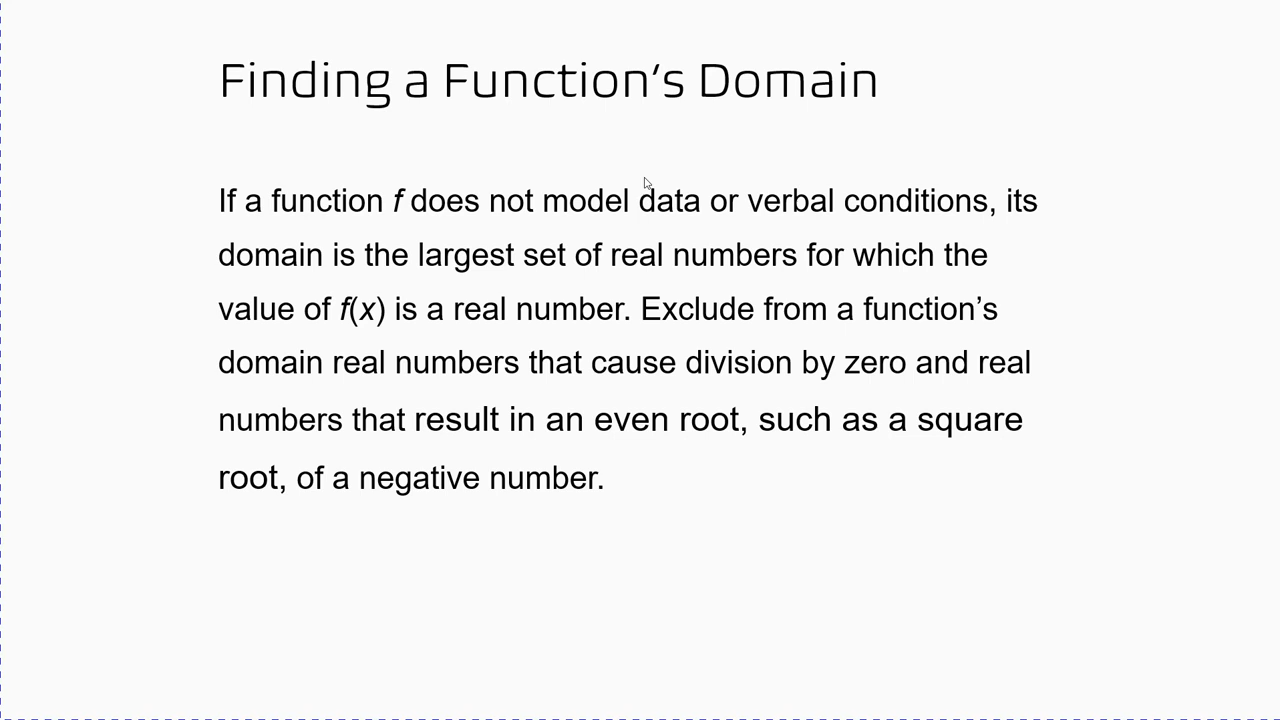 Finding a Function’s Domain
If a function f does not model data or verbal conditions, its
domain is the largest set of real numbers for which the
value of f(x) is a real number. Exclude from a function’s
domain real numbers that cause division by zero and real
numbers that result in an even root, such as a square
root, of a negative number.